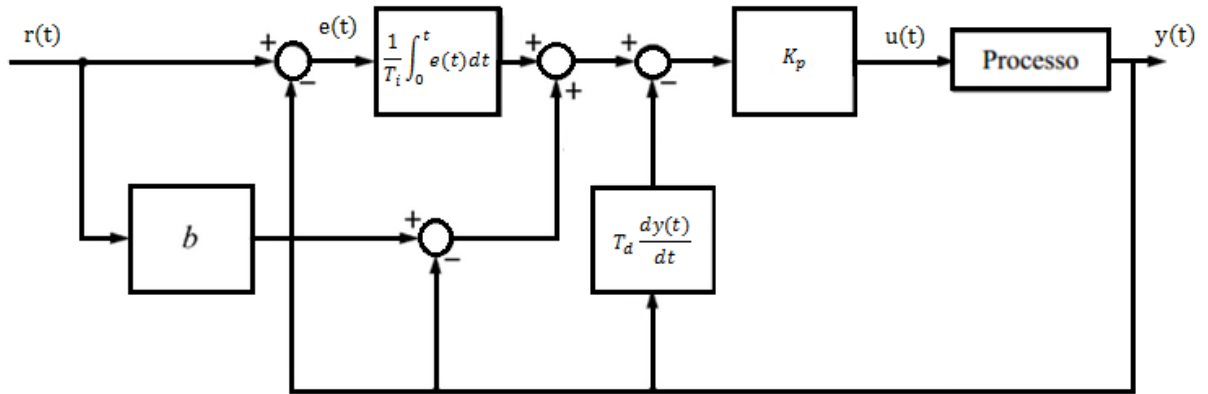 r(t)
e(t)
u(t)
y(t)
+
−
1/T_i ∫_0^t e(t)dt
+
+
+
−
K_p
Processo
b
+
−
T_d dy(t)/dt